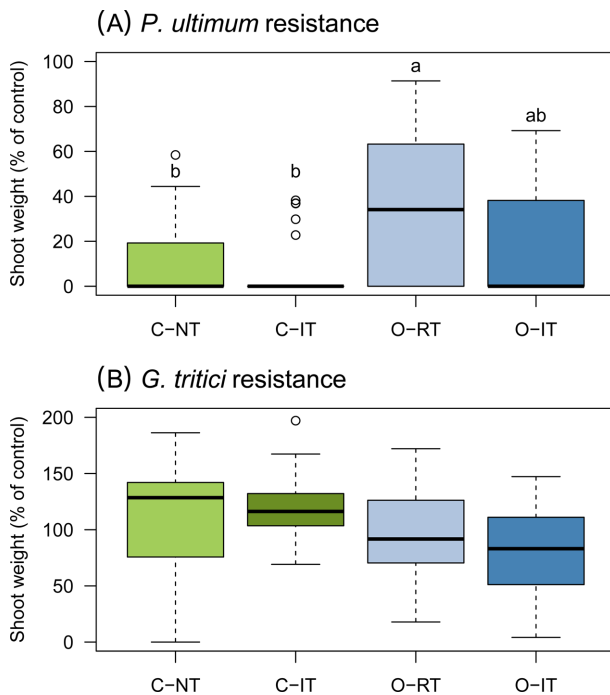 (A) P. ultimum resistance
Shoot weight (% of control)
100
80
60
40
20
0
b
b
a
ab
C−NT
C−IT
O−RT
O−IT
(B) G. tritici resistance
Shoot weight (% of control)
200
150
100
50
0
C−NT
C−IT
O−RT
O−IT